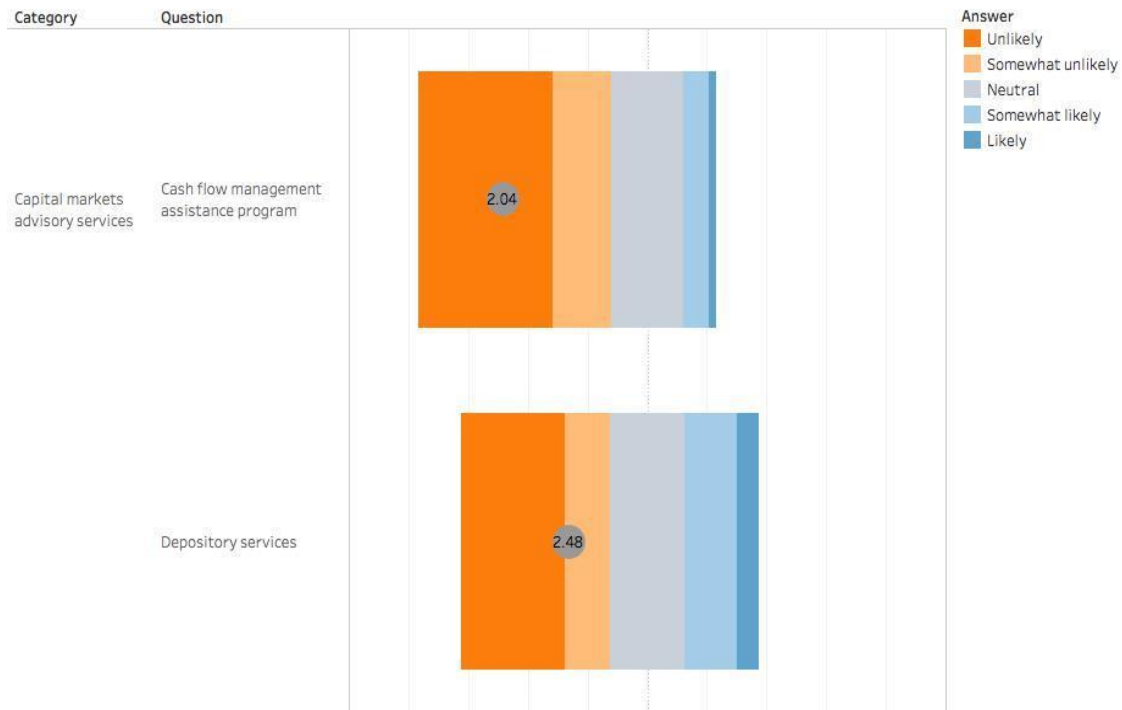 Category
Question
Answer
Unlikely
Somewhat unlikely
Neutral
Somewhat likely
Likely
Capital markets
advisory services
Cash flow management
assistance program
2.04
Depository services
2.48